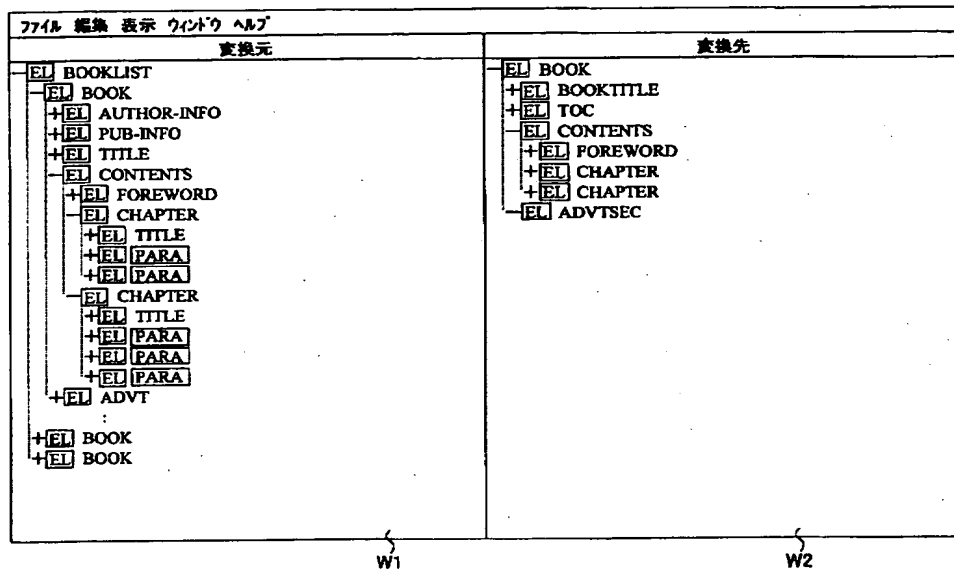 ファイル 編集 表示 ウィンドウ ヘルプ
変換元
EL BOOKLIST
EL BOOK
EL AUTHOR-INFO
EL PUB-INFO
EL TITLE
EL CONTENTS
EL FOREWORD
EL CHAPTER
EL TITLE
EL PARA
EL PARA
EL CHAPTER
EL TITLE
EL PARA
EL PARA
EL PARA
EL ADVT
:
EL BOOK
EL BOOK
W1
変換先
EL BOOK
EL BOOKTITLE
EL TOC
EL CONTENTS
EL FOREWORD
EL CHAPTER
EL CHAPTER
EL ADVTSEC
W2